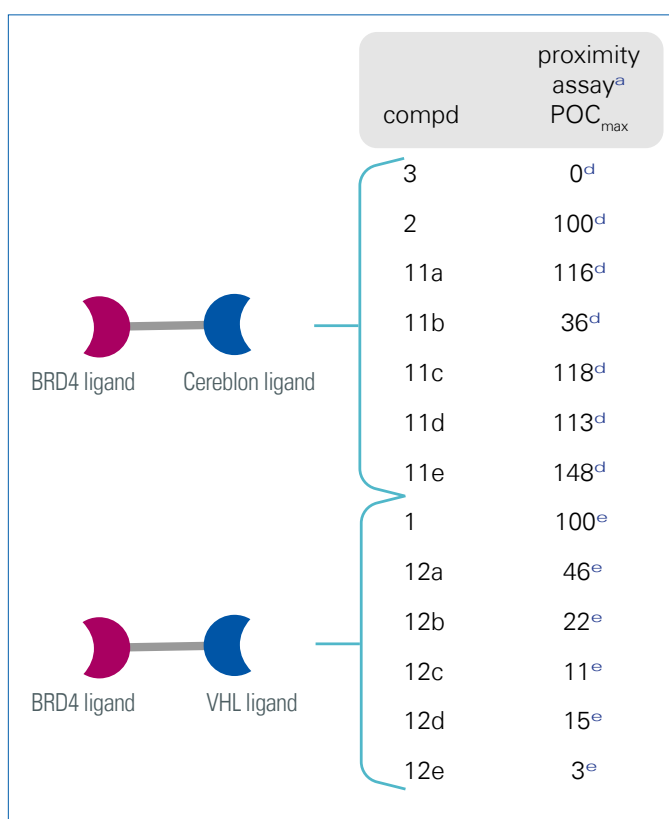 proximity
assayᵃ
compd POCmax
3 0ᵈ
2 100ᵈ
11a 116ᵈ
11b 36ᵈ
BRD4 ligand Cereblon ligand
11c 118ᵈ
11d 113ᵈ
11e 148ᵈ
1 100ᵉ
12a 46ᵉ
12b 22ᵉ
BRD4 ligand VHL ligand
12c 11ᵉ
12d 15ᵉ
12e 3ᵉ